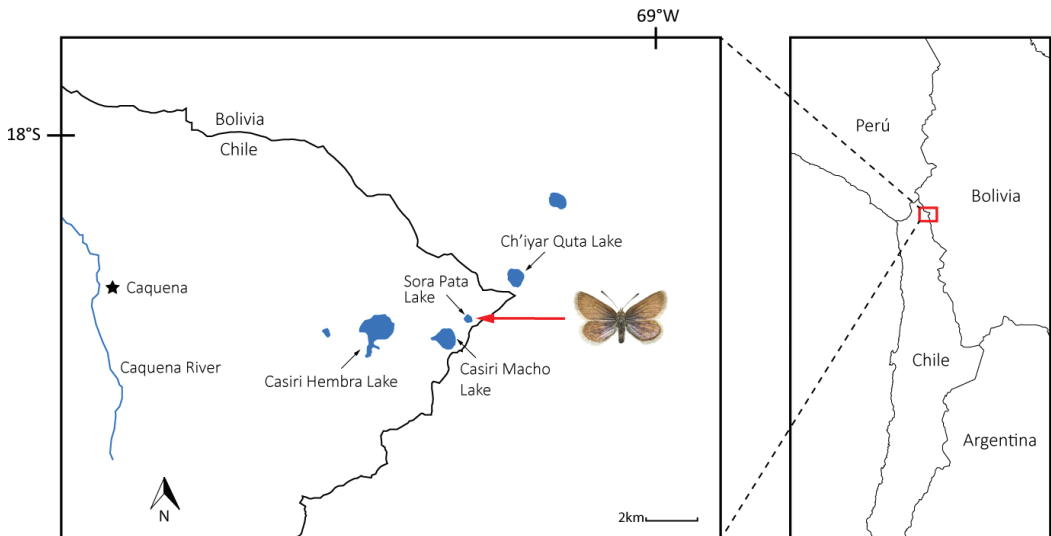 69°W
18°S
Bolivia
Chile
Ch'iyar Quta Lake
Sora Pata
Lake
Caquena
Caquena River
Casiri Hembra Lake
Casiri Macho
Lake
N
2km
Perú
Bolivia
Chile
Argentina